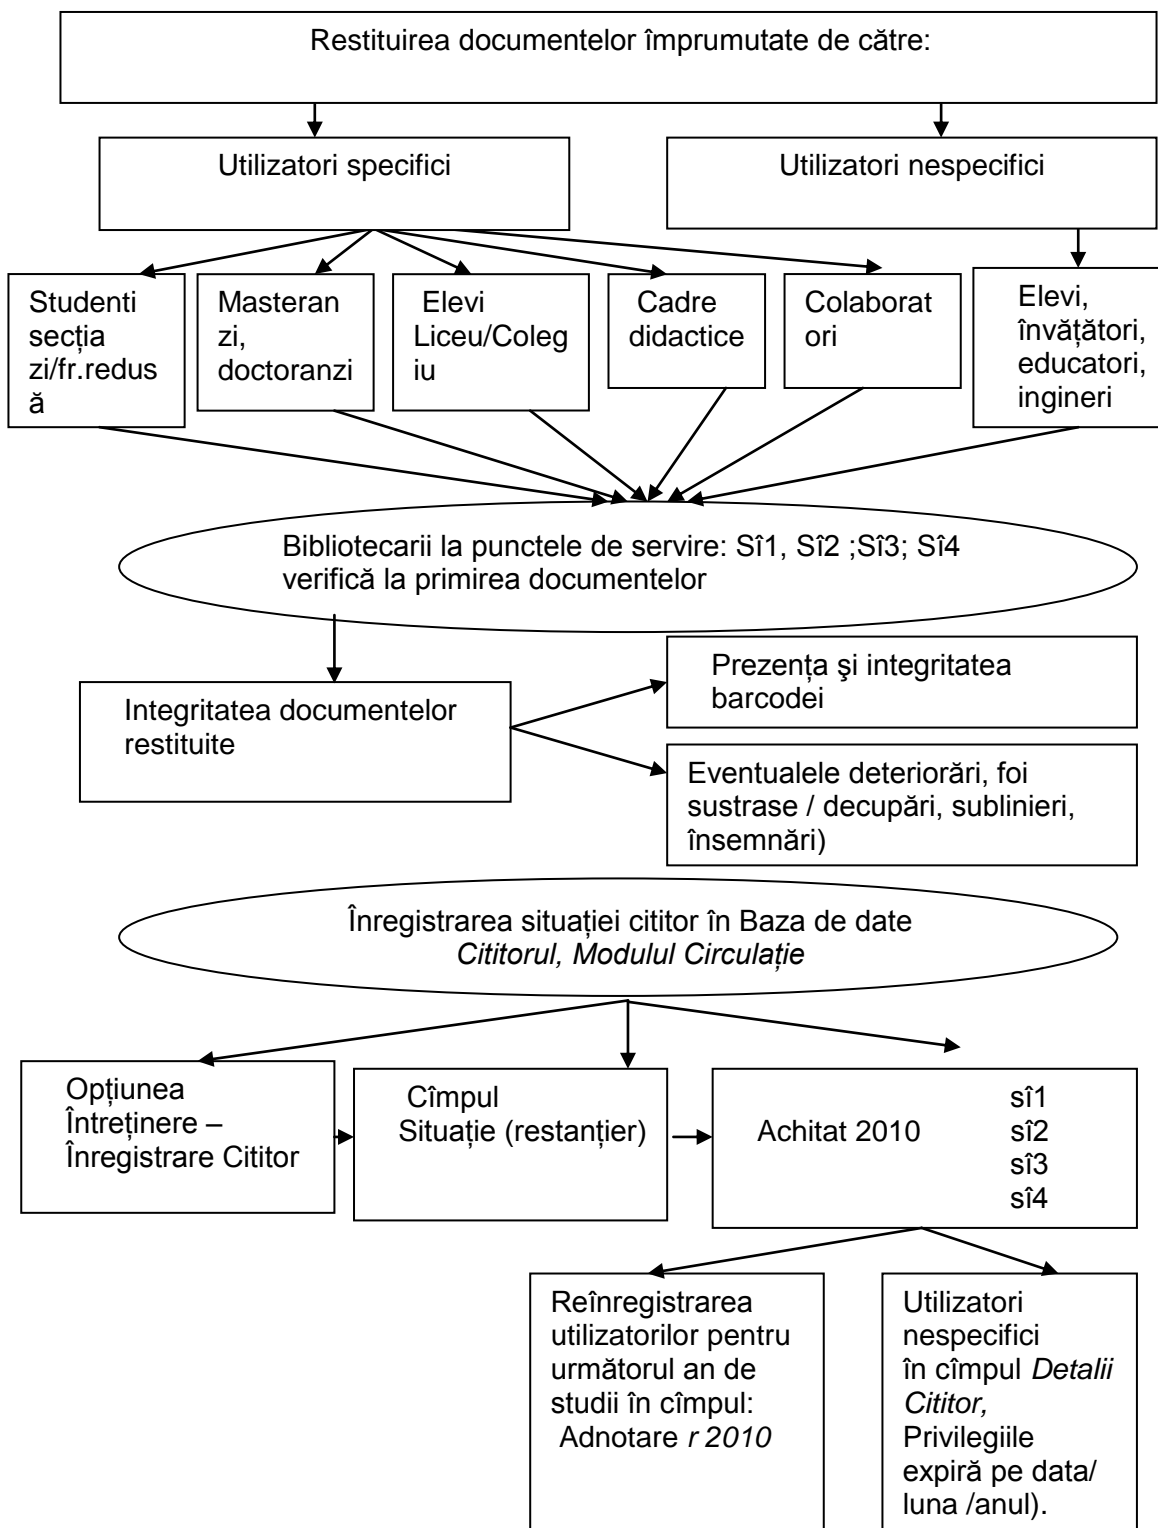 Restituirea documentelor împrumutate de către:
Utilizatori specifici
Utilizatori nespecifici
Studenti
secția
zi/fr.redus
ă
Masteran
zi,
doctoranzi
Elevi
Liceu/Coleg
iu
Cadre
didactice
Colaborat
ori
Elevi,
învățători,
educatori,
ingineri
Bibliotecarii la punctele de servire: Sî1, Sî2 ;Sî3; Sî4
verifică la primirea documentelor
Integritatea documentelor
restituite
Prezența şi integritatea
barcodei
Eventualele deteriorări, foi
sustrase / decupări, sublinieri,
însemnări)
Înregistrarea situației cititor în Baza de date
Cititorul, Modulul Circulație
Opțiunea
Întreținere –
Înregistrare Cititor
Cîmpul
Situație (restanțier)
Achitat 2010
sî1
sî2
sî3
sî4
Reînregistrarea
utilizatorilor pentru
următorul an de
studii în cîmpul:
Adnotare r 2010
Utilizatori
nespecifici
în cîmpul Detalii
Cititor,
Privilegiile
expiră pe data/
luna /anul).